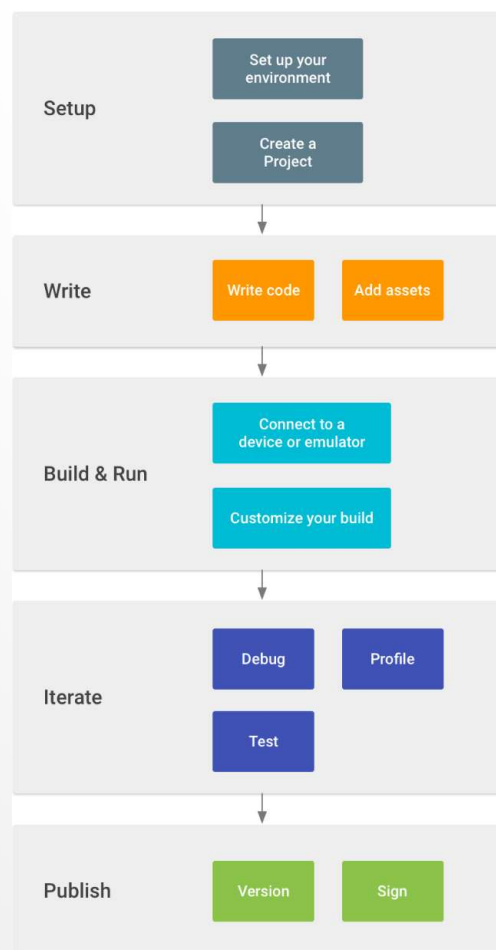 Setup
Set up your
environment
Create a
Project
Write
Write code
Add assets
Build & Run
Connect to a
device or emulator
Customize your build
Iterate
Debug
Profile
Test
Publish
Version
Sign